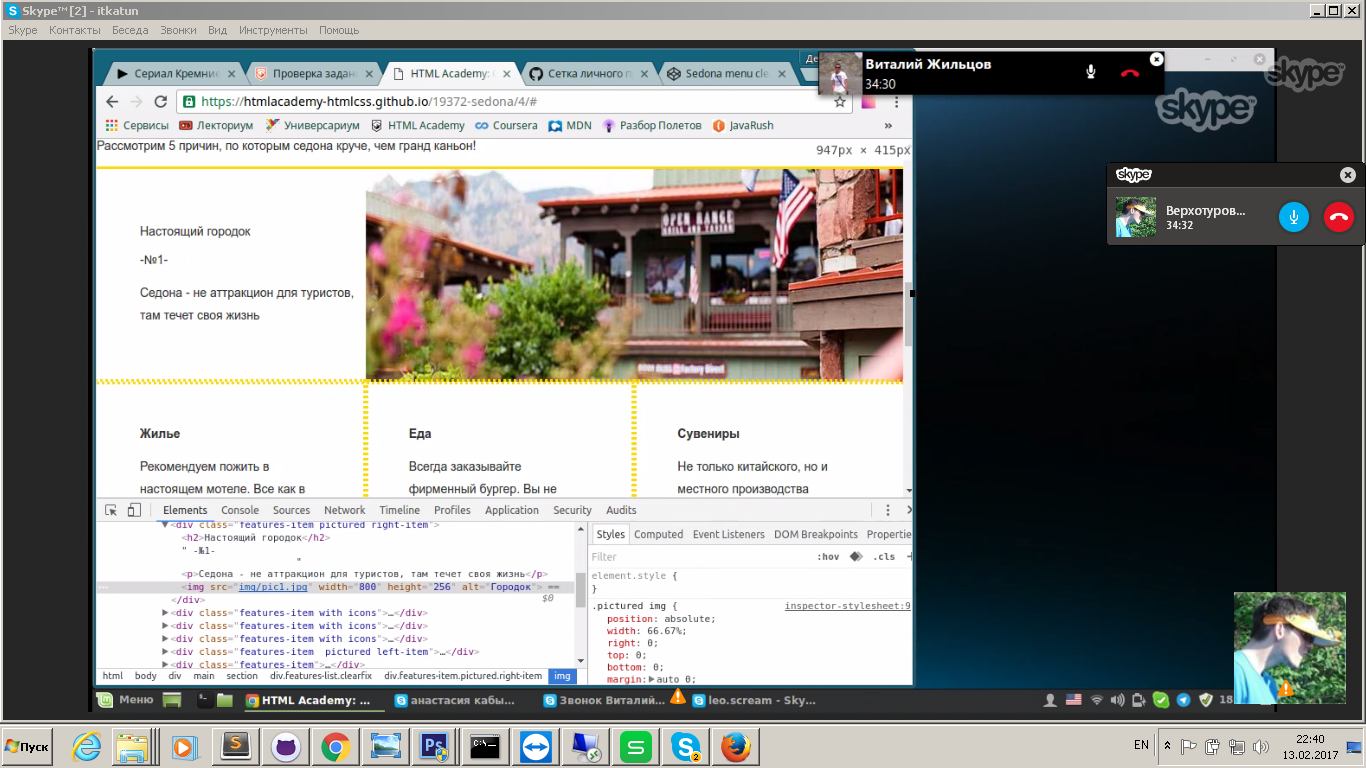 Skype™ [2] - itkatun
Skype Контакты Беседа Звонки Вид Инструменты Помощь
Сериал Кремние
Проверка задан
HTML Academy:
Сетка личного п
Sedona menu cle
Виталий Жильцов
34:30
skype
skype
https://htmlacademy-htmlcss.github.io/19372-sedona/4/#
Сервисы Лекториум Универсариум HTML Academy Coursera MDN Разбор Полетов JavaRush »
Рассмотрим 5 причин, по которым седона круче, чем гранд каньон!
947px × 415px
skype
Верхотуров...
34:32
Настоящий городок
-№1-
Седона - не аттракцион для туристов,
там течет своя жизнь
OPEN RANGE
GRILL AND TAVERN
Factory Direct
Жилье
Рекомендуем пожить в
настоящем мотеле. Все как в
Еда
Всегда заказывайте
фирменный бургер. Вы не
Сувениры
Не только китайского, но и
местного производства
Elements Console Sources Network Timeline Profiles Application Security Audits
▼<div class="features-item pictured right-item">
<h2>Настоящий городок</h2>
" -№1-
"
<p>Седона - не аттракцион для туристов, там течет своя жизнь</p>
<img src="img/pic1.jpg" width="800" height="256" alt="Городок"> ==
$0
</div>
▶<div class="features-item with icons">…</div>
▶<div class="features-item with icons">…</div>
▶<div class="features-item with icons">…</div>
▶<div class="features-item  pictured left-item">…</div>
▶<div class="features-item">…</div>
html body div main section div.features-list.clearfix div.features-item.pictured.right-item img
Styles Computed Event Listeners DOM Breakpoints Propertie
Filter :hov .cls +
element.style {
}
.pictured img { inspector-stylesheet:9
position: absolute;
width: 66.67%;
right: 0;
top: 0;
bottom: 0;
margin:▶auto 0;
Меню HTML Academy: ... анастасия кабы... Звонок Виталий... leo.scream - Sky... 18
Пуск
EN
22:40
13.02.2017